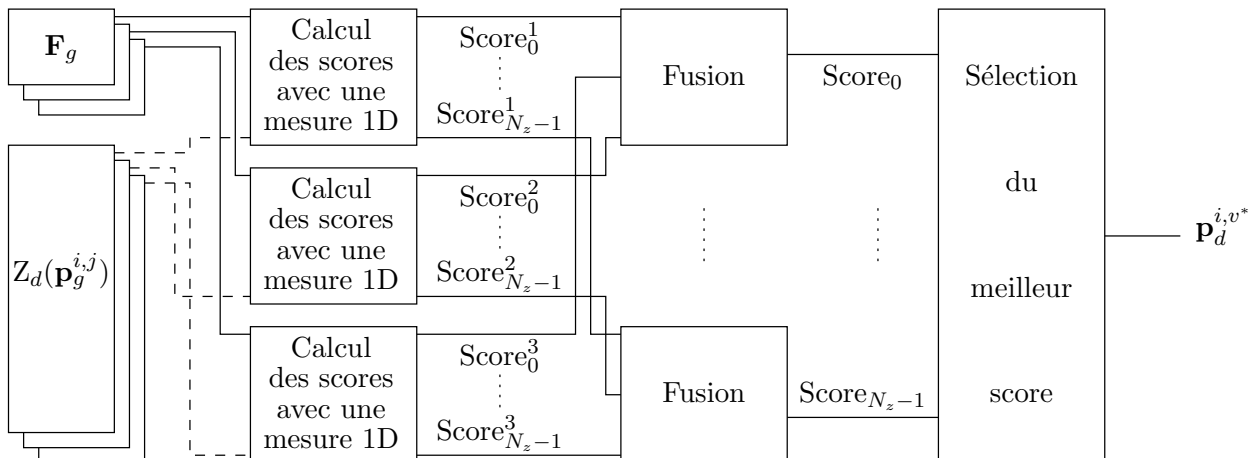 F_g
Z_d(p_g^{i,j})
Calcul
des scores
avec une
mesure 1D
Score_0^1
Score_{N_z-1}^1
Calcul
des scores
avec une
mesure 1D
Score_0^2
Score_{N_z-1}^2
Calcul
des scores
avec une
mesure 1D
Score_0^3
Score_{N_z-1}^3
Fusion
Score_0
Fusion
Score_{N_z-1}
Sélection
du
meilleur
score
p_d^{i,v*}